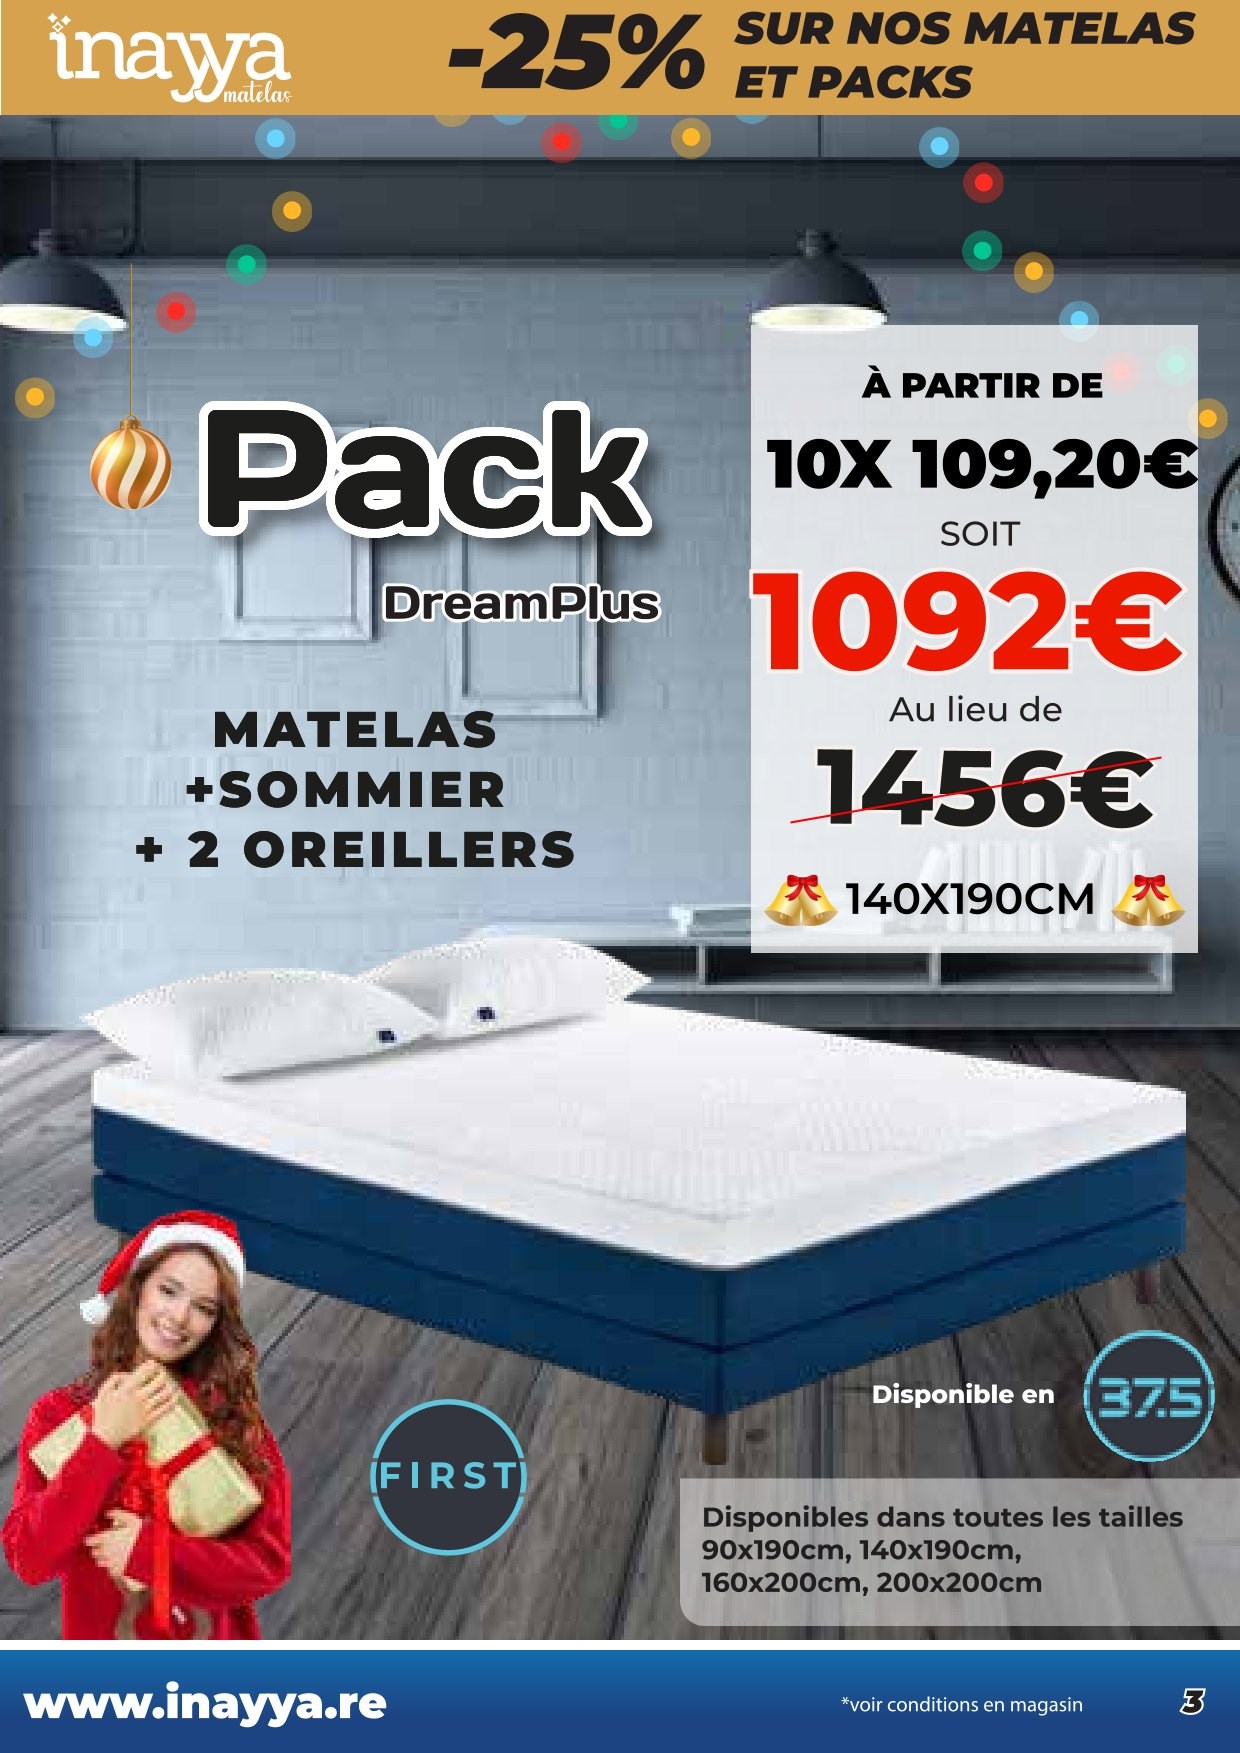 inayya
matelas
-25% SUR NOS MATELAS
ET PACKS
Pack
DreamPlus
MATELAS
+SOMMIER
+ 2 OREILLERS
À PARTIR DE
10X 109,20€
SOIT
1092€
Au lieu de
1456€
140X190CM
Disponible en
37.5
FIRST
Disponibles dans toutes les tailles
90x190cm, 140x190cm,
160x200cm, 200x200cm
www.inayya.re
*voir conditions en magasin
3